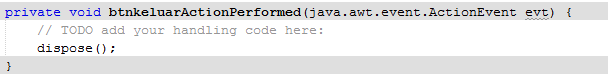 private void btnkeluarActionPerformed(java.awt.event.ActionEvent evt) {
    // TODO add your handling code here:
    dispose();
}